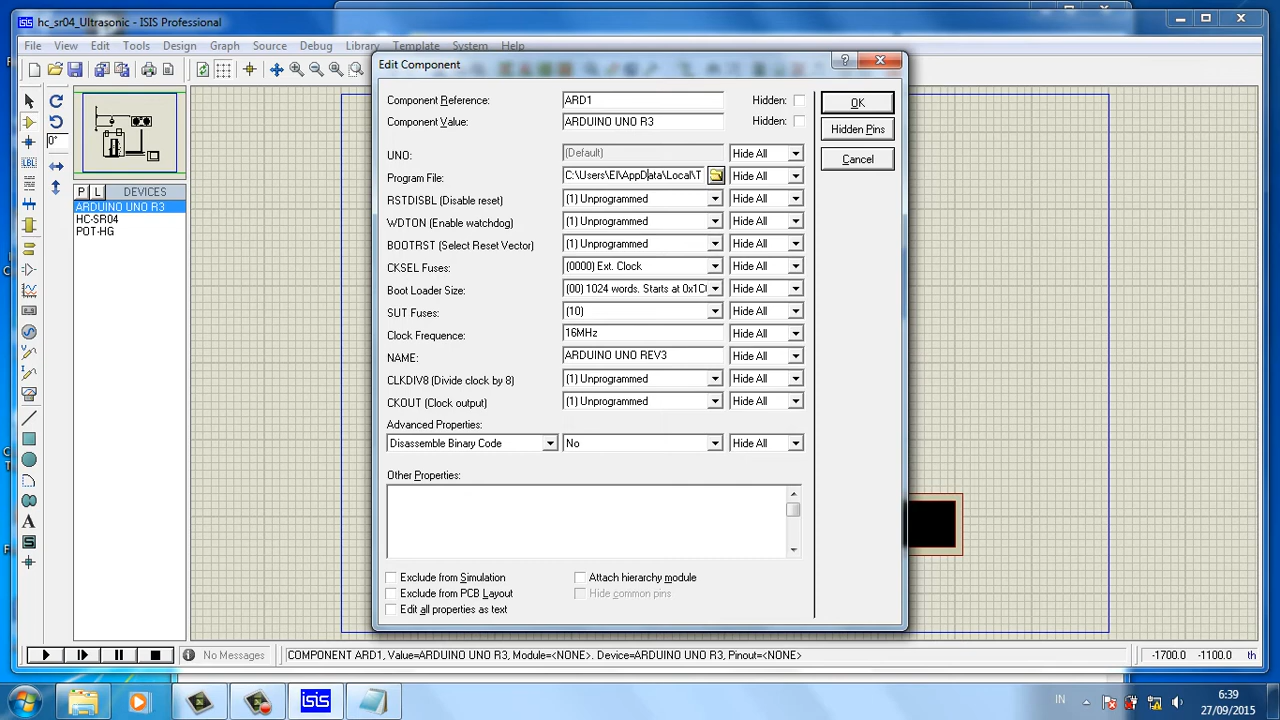 hc_sr04_Ultrasonic - ISIS Professional
File View Edit Tools Design Graph Source Debug Library Template System Help
Edit Component
Component Reference: ARD1 Hidden: OK
Component Value: ARDUINO UNO R3 Hidden:
Hidden Pins
UNO: (Default) Hide All
Cancel
Program File: C:\Users\El\AppData\Local\T Hide All
RSTDISBL (Disable reset) (1) Unprogrammed Hide All
WDTON (Enable watchdog) (1) Unprogrammed Hide All
BOOTRST (Select Reset Vector) (1) Unprogrammed Hide All
CKSEL Fuses: (0000) Ext. Clock Hide All
Boot Loader Size: (00) 1024 words. Starts at 0x1C Hide All
SUT Fuses: (10) Hide All
Clock Frequency: 16MHz Hide All
NAME: ARDUINO UNO REV3 Hide All
CLKDIV8 (Divide clock by 8) (1) Unprogrammed Hide All
CKOUT (Clock output) (1) Unprogrammed Hide All
Advanced Properties:
Disassemble Binary Code No Hide All
Other Properties:
Exclude from Simulation Attach hierarchy module
Exclude from PCB Layout Hide common pins
Edit all properties as text
0°
LBL
P L DEVICES
ARDUINO UNO R3
HC-SR04
POT-HG
A
No Messages COMPONENT ARD1, Value=ARDUINO UNO R3, Module=<NONE>. Device=ARDUINO UNO R3, Pinout=<NONE> -1700.0 -1100.0 th
isis
IN
6:39
27/09/2015